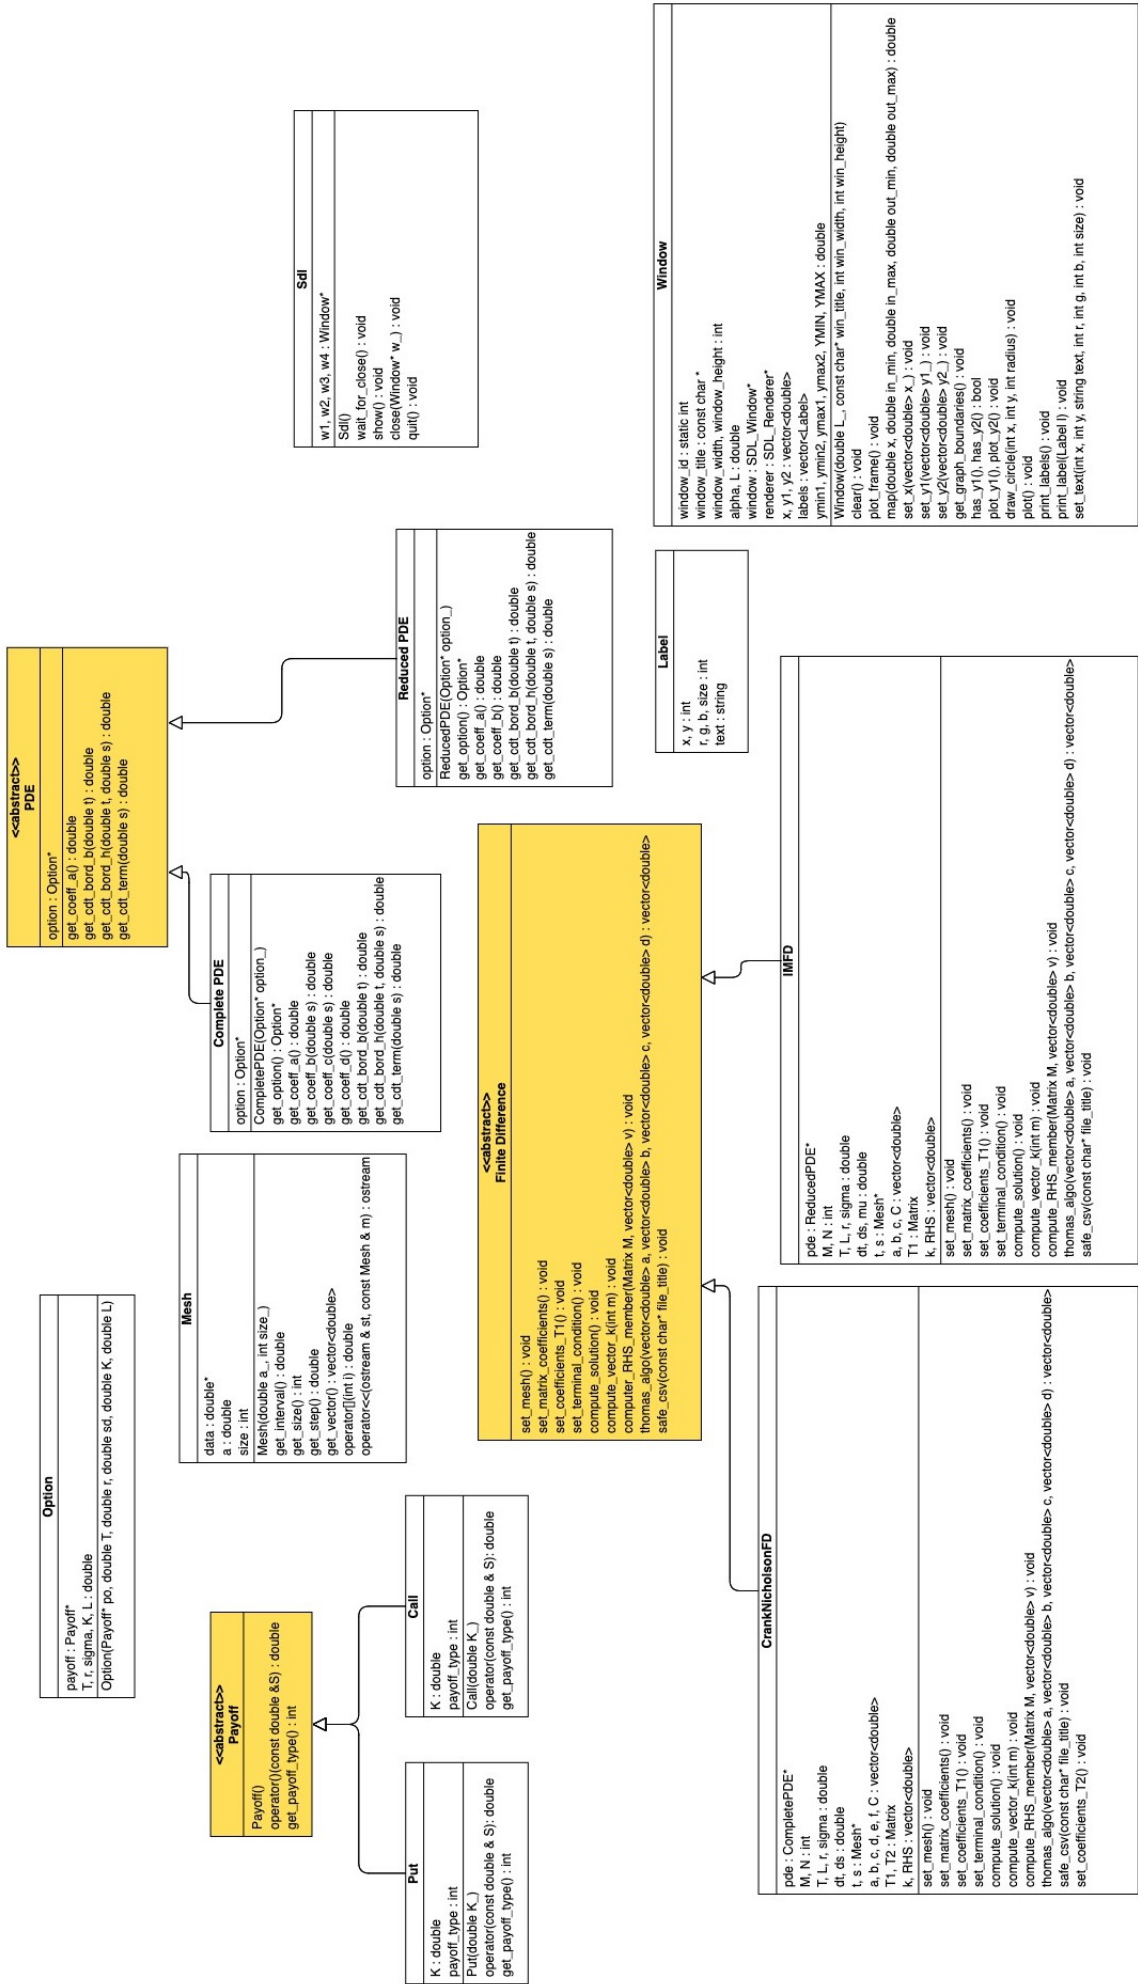 Option
payoff : Payoff*
T, r, sigma, K, L : double
Option(Payoff* po, double T, double r, double sd, double K, double L)
<<abstract>>
PDE
option : Option*
get_coeff_a() : double
get_cdt_bord_b(double t) : double
get_cdt_bord_h(double t, double s) : double
get_cdt_term(double s) : double
<<abstract>>
Payoff
Payoff()
operator()(const double &S) : double
get_payoff_type() : int
Mesh
data : double*
a : double
size : int
Mesh(double a_, int size_)
get_interval() : double
get_size() : int
get_step() : double
get_vector() : vector<double>
operator[](int i) : double
operator<<(ostream & st, const Mesh & m) : ostream
Complete PDE
option : Option*
CompletePDE(Option* option_)
get_option() : Option*
get_coeff_a() : double
get_coeff_b(double s) : double
get_coeff_c(double s) : double
get_coeff_d() : double
get_cdt_bord_b(double t) : double
get_cdt_bord_h(double t, double s) : double
get_cdt_term(double s) : double
Sdl
w1, w2, w3, w4 : Window*
Sdl()
wait_for_close() : void
show() : void
close(Window* w_) : void
quit() : void
Put
K : double
payoff_type : int
Put(double K_)
operator(const double & S): double
get_payoff_type() : int
Call
K : double
payoff_type : int
Call(double K_)
operator(const double & S): double
get_payoff_type() : int
Reduced PDE
option : Option*
ReducedPDE(Option* option_)
get_option() : Option*
get_coeff_a() : double
get_coeff_b() : double
get_cdt_bord_b(double t) : double
get_cdt_bord_h(double t, double s) : double
get_cdt_term(double s) : double
<<abstract>>
Finite Difference
set_mesh() : void
set_matrix_coefficients() : void
set_coefficients_T1() : void
set_terminal_condition() : void
compute_solution() : void
compute_vector_k(int m) : void
computer_RHS_member(Matrix M, vector<double> v) : void
thomas_algo(vector<double> a, vector<double> b, vector<double> c, vector<double> d) : vector<double>
safe_csv(const char* file_title) : void
Label
x, y : int
r, g, b, size : int
text : string
Window
window_id : static int
window_title : const char *
window_width, window_height : int
alpha, L : double
window : SDL_Window*
renderer : SDL_Renderer*
x, y1, y2 : vector<double>
labels : vector<Label>
ymin1, ymin2, ymax1, ymax2, YMIN, YMAX : double
Window(double L_, const char* win_title, int win_width, int win_height)
clear() : void
plot_frame() : void
map(double x, double in_min, double in_max, double out_min, double out_max) : double
set_x(vector<double> x_) : void
set_y1(vector<double> y1_) : void
set_y2(vector<double> y2_) : void
get_graph_boundaries() : void
has_y1(), has_y2() : bool
plot_y1(), plot_y2() : void
draw_circle(int x, int y, int radius) : void
plot() : void
print_labels() : void
print_label(Label l) : void
set_text(int x, int y, string text, int r, int g, int b, int size) : void
CrankNicholsonFD
pde : CompletePDE*
M, N : int
T, L, r, sigma : double
dt, ds : double
t, s : Mesh*
a, b, c, d, e, f, C : vector<double>
T1, T2 : Matrix
k, RHS : vector<double>
set_mesh() : void
set_matrix_coefficients() : void
set_coefficients_T1() : void
set_terminal_condition() : void
compute_solution() : void
compute_vector_k(int m) : void
compute_RHS_member(Matrix M, vector<double> v) : void
thomas_algo(vector<double> a, vector<double> b, vector<double> c, vector<double> d) : vector<double>
safe_csv(const char* file_title) : void
set_coefficients_T2() : void
IMFD
pde : ReducedPDE*
M, N : int
T, L, r, sigma : double
dt, ds, mu : double
t, s : Mesh*
a, b, c, C : vector<double>
T1 : Matrix
k, RHS : vector<double>
set_mesh() : void
set_matrix_coefficients() : void
set_coefficients_T1() : void
set_terminal_condition() : void
compute_solution() : void
compute_vector_k(int m) : void
compute_RHS_member(Matrix M, vector<double> v) : void
thomas_algo(vector<double> a, vector<double> b, vector<double> c, vector<double> d) : vector<double>
safe_csv(const char* file_title) : void